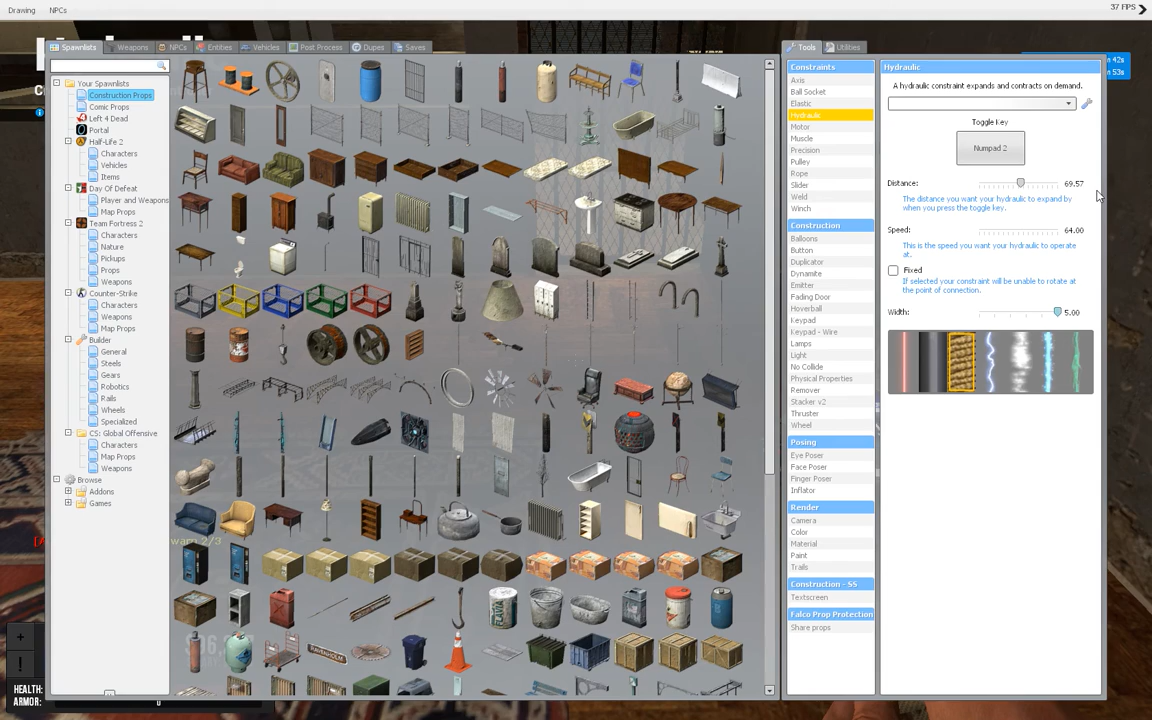 Drawing NPCs
37 FPS
Spawnlists Weapons NPCs Entities Vehicles Post Process Dupes Saves
Your Spawnlists
Construction Props
Comic Props
Left 4 Dead
Portal
Half-Life 2
Characters
Vehicles
Items
Day Of Defeat
Player and Weapons
Map Props
Team Fortress 2
Characters
Nature
Pickups
Props
Weapons
Counter-Strike
Characters
Weapons
Map Props
Builder
General
Steels
Gears
Robotics
Rails
Wheels
Specialized
CS: Global Offensive
Characters
Map Props
Weapons
Browse
Addons
Games
warn 2/3
RAVENHOLM
HEALTH:
ARMOR:
0
Tools Utilities
Constraints
Axis
Ball Socket
Elastic
Hydraulic
Motor
Muscle
Precision
Pulley
Rope
Slider
Weld
Winch
Construction
Balloons
Button
Duplicator
Dynamite
Emitter
Fading Door
Hoverball
Keypad
Keypad - Wire
Lamps
Light
No Collide
Physical Properties
Remover
Stacker v2
Thruster
Wheel
Posing
Eye Poser
Face Poser
Finger Poser
Inflator
Render
Camera
Color
Material
Paint
Trails
Construction - SS
Textscreen
Falco Prop Protection
Share props
Hydraulic
A hydraulic constraint expands and contracts on demand.
Toggle Key
Numpad 2
Distance: 69.57
The distance you want your hydraulic to expand by
when you press the toggle key.
Speed: 64.00
This is the speed you want your hydraulic to operate
at.
Fixed
If selected your constraint will be unable to rotate at
the point of connection.
Width: 5.00
42s
53s